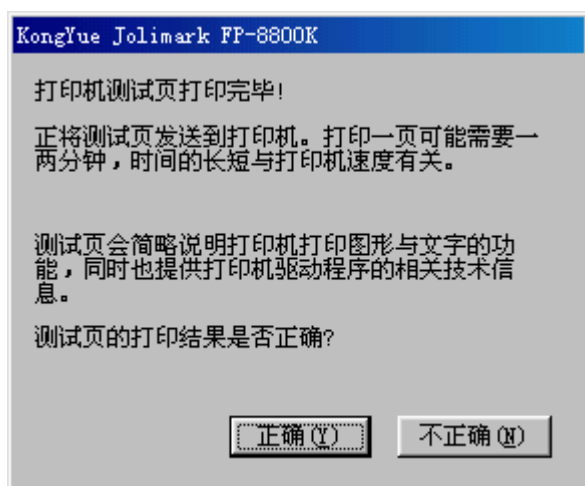 KongYue Jolimark FP-8800K
打印机测试页打印完毕!
正将测试页发送到打印机。打印一页可能需要一
两分钟，时间的长短与打印机速度有关。
测试页会简略说明打印机打印图形与文字的功
能，同时也提供打印机驱动程序的相关技术信
息。
测试页的打印结果是否正确?
正确(Y) 不正确(N)